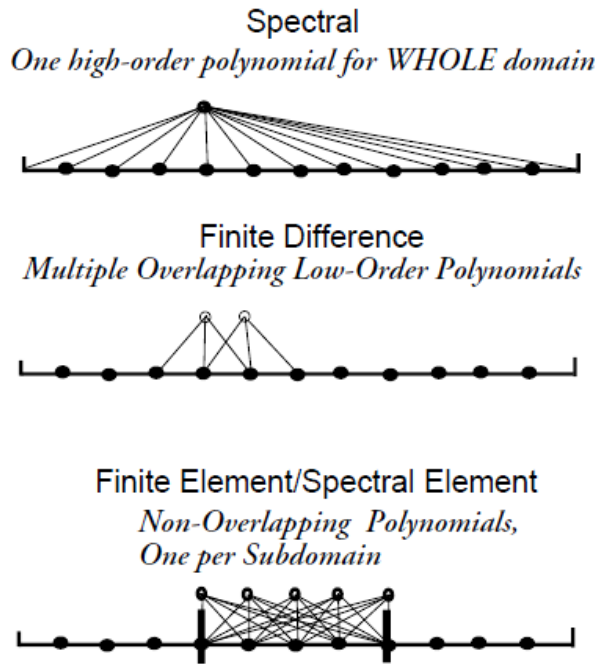 Spectral
One high-order polynomial for WHOLE domain
Finite Difference
Multiple Overlapping Low-Order Polynomials
Finite Element/Spectral Element
Non-Overlapping Polynomials,
One per Subdomain